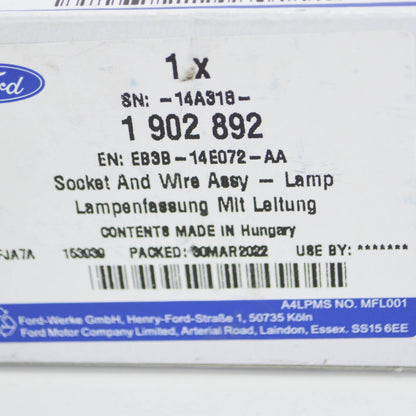 Ford
1 x
SN: -14A318-
1 902 892
EN: EB3B-14E072-AA
Socket And Wire Assy - Lamp
Lampenfassung Mit Leitung
CONTENTS MADE IN Hungary
FJA7A 153039 PACKED: 30MAR2022 USE BY: *******
A4LPMS NO. MFL001
Ford-Werke GmbH, Henry-Ford-Strasse 1, 50735 Köln
Ford Motor Company Limited, Arterial Road, Laindon, Essex. SS15 6EE